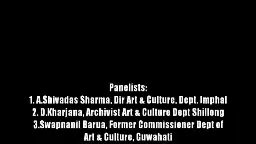 Panelists:
1. A.Shivadas Sharma, Dir Art & Culture, Dept. Imphal
2. D.Kharjana, Archivist Art & Culture Dept Shillong
3.Swapnanil Barua, Former Commissioner Dept of
Art & Culture, Guwahati